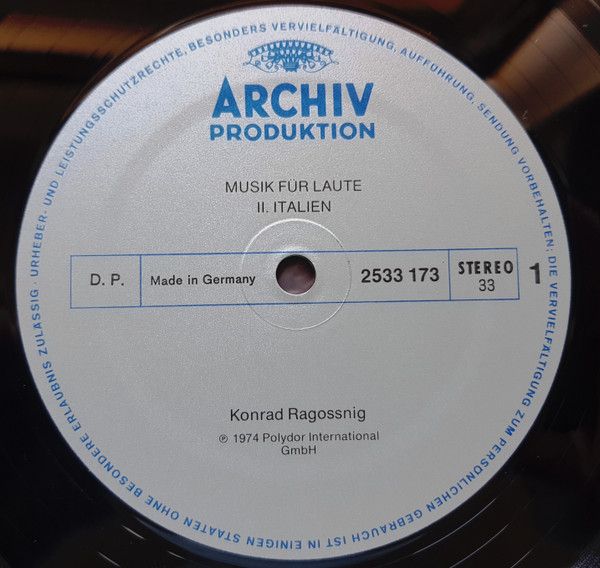 ARCHIV
PRODUKTION
MUSIK FÜR LAUTE
II. ITALIEN
D. P.
Made in Germany
2533 173
STEREO
33
1
Konrad Ragossnig
℗ 1974 Polydor International
GmbH
URHEBER- UND LEISTUNGSSCHUTZRECHTE, BESONDERS VERVIELFÄLTIGUNG, AUFFÜHRUNG, SENDUNG VORBEHALTEN; DIE VERVIELFÄLTIGUNG ZUM PERSÖNLICHEN GEBRAUCH IST IN EINIGEN STAATEN OHNE BESONDERE ERLAUBNIS ZULÄSSIG ·